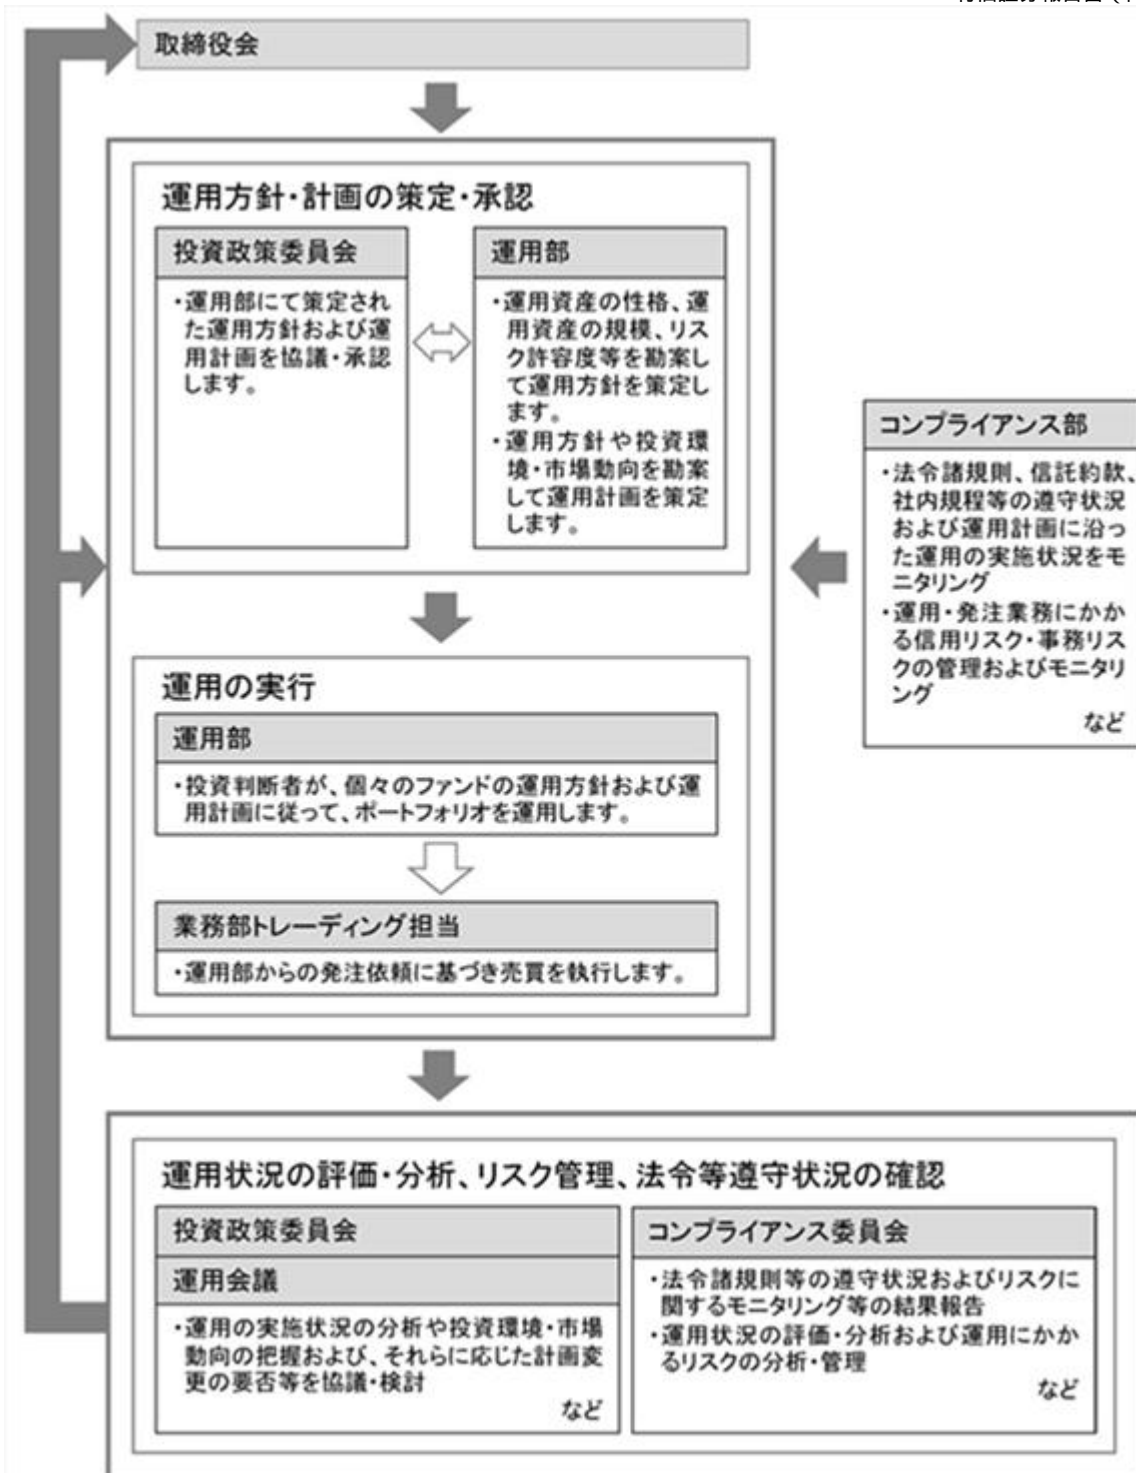 取締役会
運用方針・計画の策定・承認
投資政策委員会
・運用部にて策定され
た運用方針および運
用計画を協議・承認
します。
運用部
・運用資産の性格、運
用資産の規模、リス
ク許容度等を勘案し
て運用方針を策定し
ます。
・運用方針や投資環
境・市場動向を勘案
して運用計画を策定
します。
コンプライアンス部
・法令諸規則、信託約款、
社内規程等の遵守状況
および運用計画に沿っ
た運用の実施状況をモ
ニタリング
・運用・発注業務にかか
る信用リスク・事務リス
クの管理およびモニタリ
ング
など
運用の実行
運用部
・投資判断者が、個々のファンドの運用方針および運
用計画に従って、ポートフォリオを運用します。
業務部トレーディング担当
・運用部からの発注依頼に基づき売買を執行します。
運用状況の評価・分析、リスク管理、法令等遵守状況の確認
投資政策委員会
運用会議
・運用の実施状況の分析や投資環境・市場
動向の把握および、それらに応じた計画変
更の要否等を協議・検討
など
コンプライアンス委員会
・法令諸規則等の遵守状況およびリスクに
関するモニタリング等の結果報告
・運用状況の評価・分析および運用にかか
るリスクの分析・管理
など